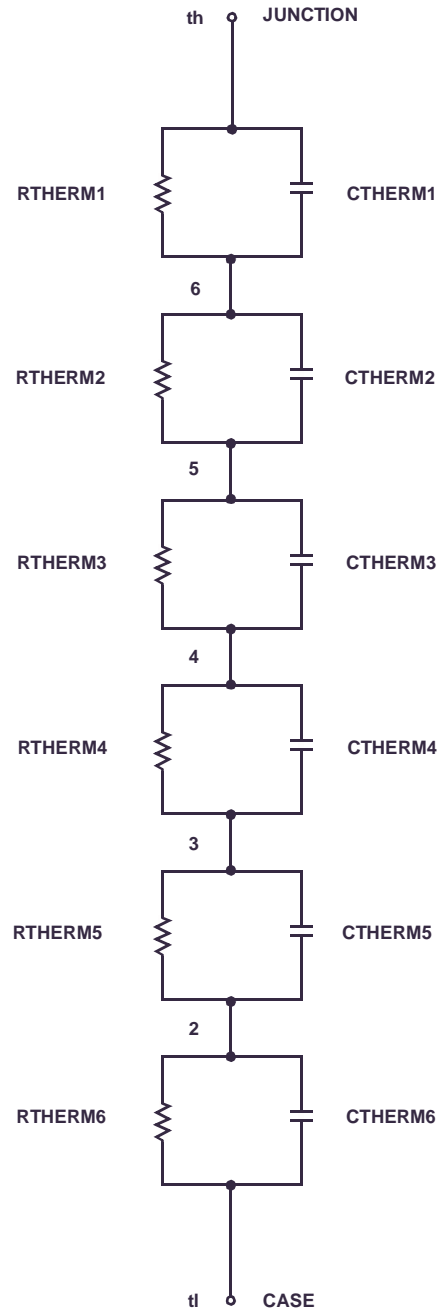 th JUNCTION
RTHERM1 CTHERM1
6
RTHERM2 CTHERM2
5
RTHERM3 CTHERM3
4
RTHERM4 CTHERM4
3
RTHERM5 CTHERM5
2
RTHERM6 CTHERM6
tl CASE